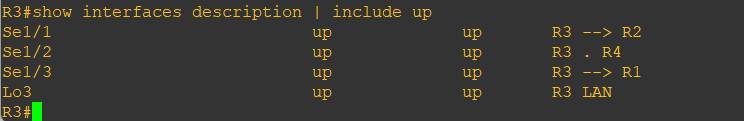 R3#show interfaces description | include up
Se1/1 up up R3 --> R2
Se1/2 up up R3 . R4
Se1/3 up up R3 --> R1
Lo3 up up R3 LAN
R3#